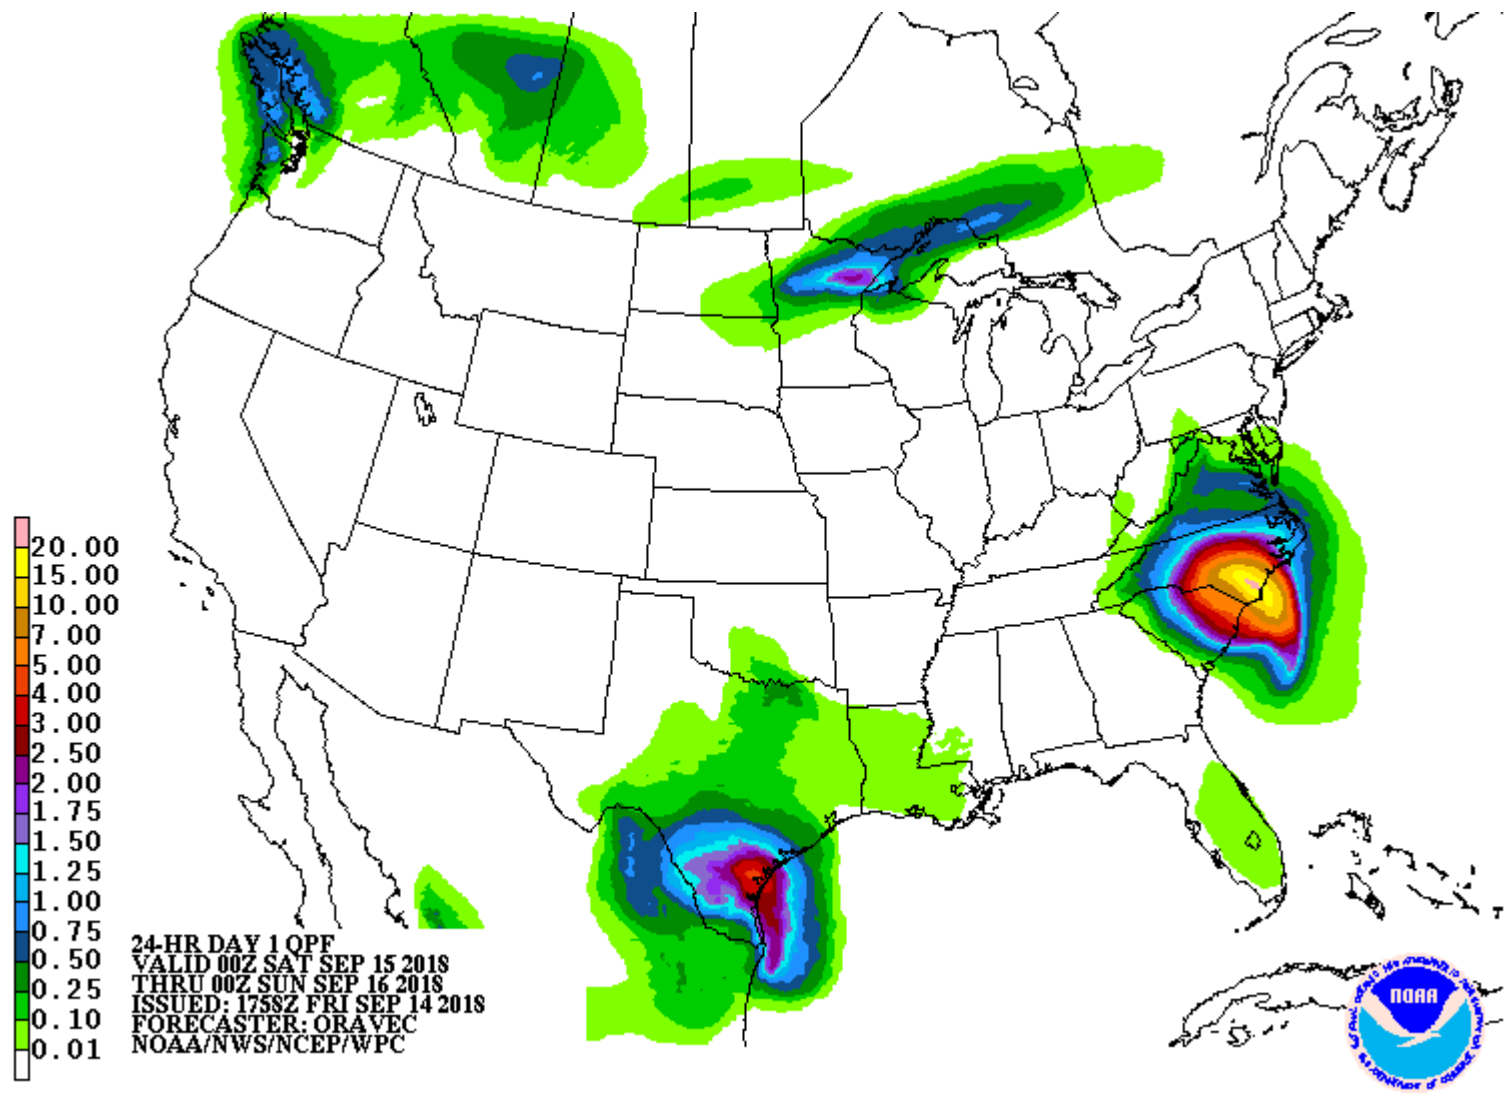 20.00
15.00
10.00
7.00
5.00
4.00
3.00
2.50
2.00
1.75
1.50
1.25
1.00
0.75
0.50
0.25
0.10
0.01
24-HR DAY 1 QPF
VALID 00Z SAT SEP 15 2018
THRU 00Z SUN SEP 16 2018
ISSUED: 1758Z FRI SEP 14 2018
FORECASTER: ORAVEC
NOAA/NWS/NCEP/WPC
NOAA